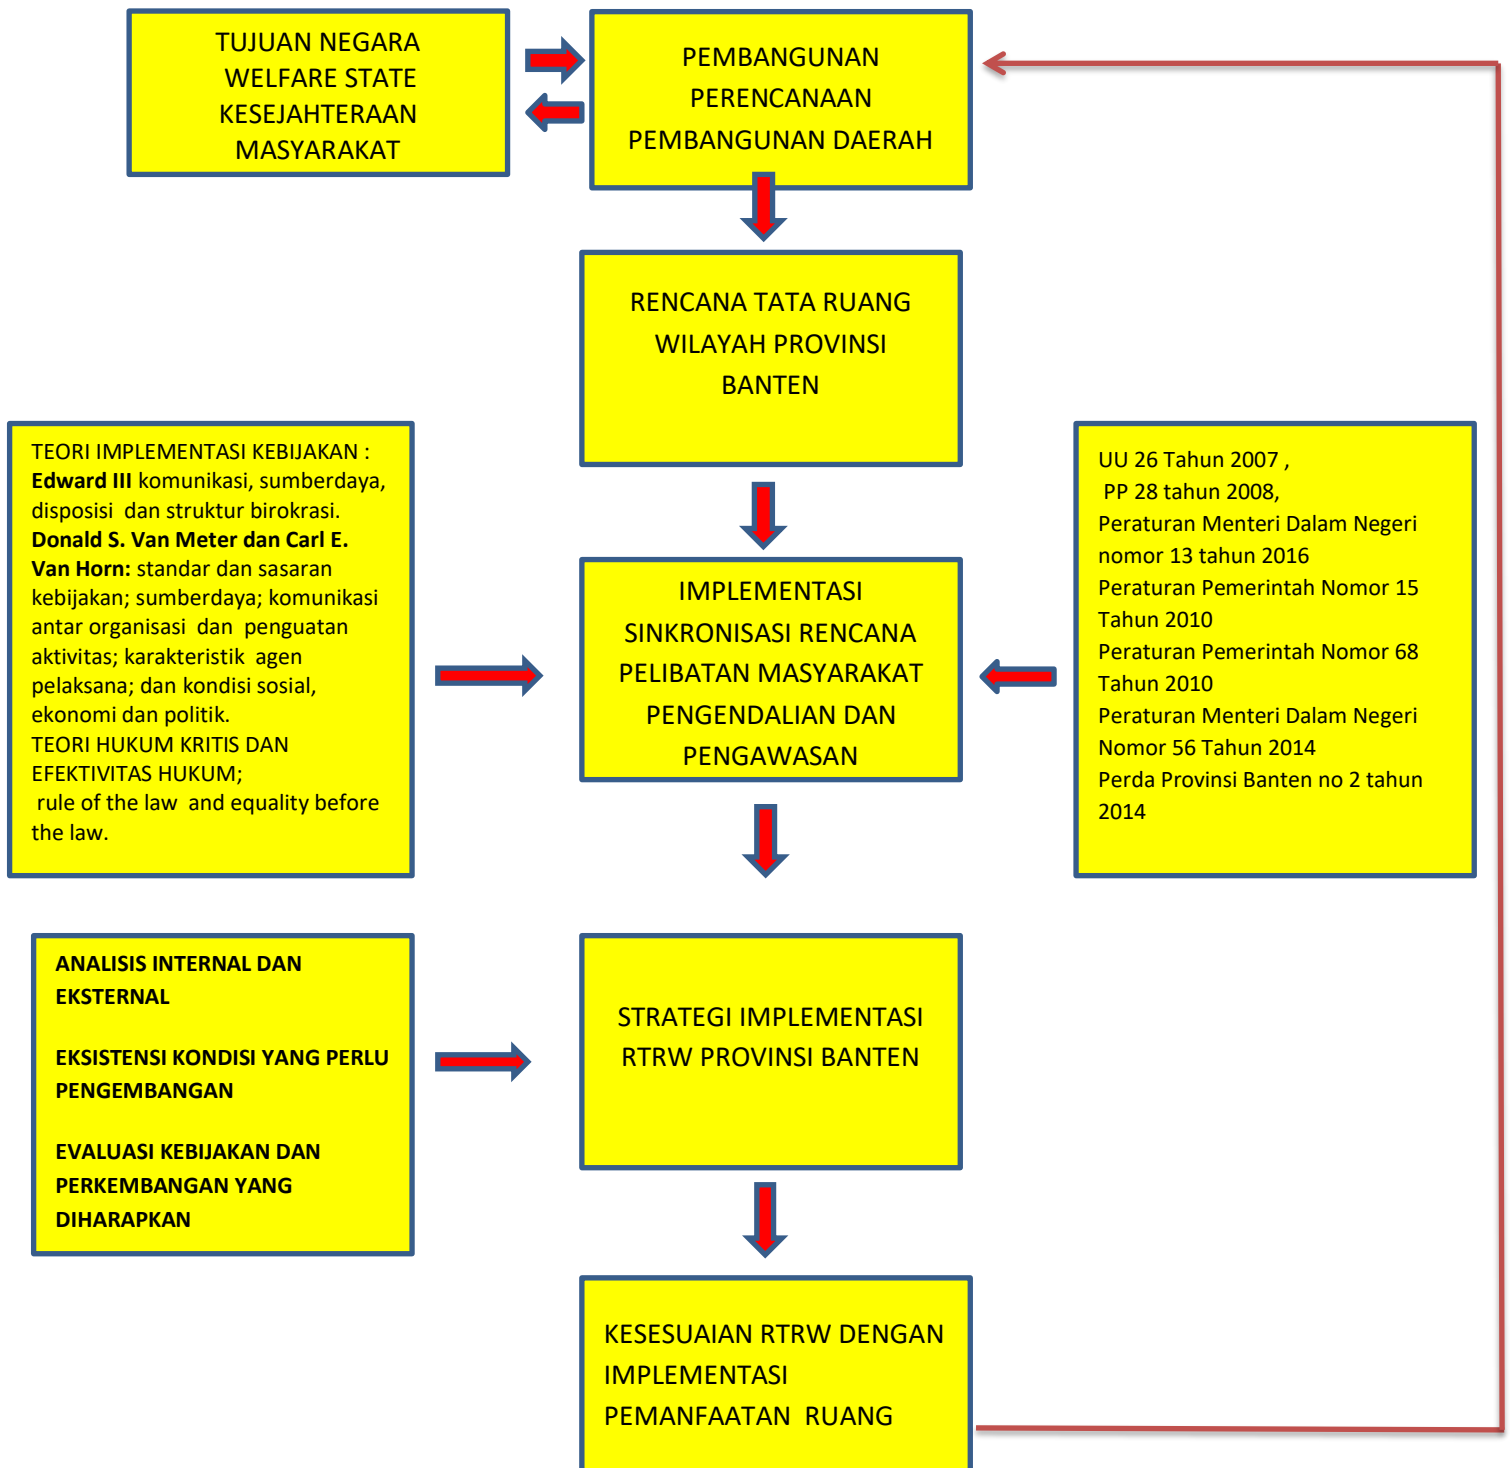 TUJUAN NEGARA
WELFARE STATE
KESEJAHTERAAN
MASYARAKAT
PEMBANGUNAN
PERENCANAAN
PEMBANGUNAN DAERAH
RENCANA TATA RUANG
WILAYAH PROVINSI
BANTEN
TEORI IMPLEMENTASI KEBIJAKAN :
Edward III komunikasi, sumberdaya,
disposisi dan struktur birokrasi.
Donald S. Van Meter dan Carl E.
Van Horn: standar dan sasaran
kebijakan; sumberdaya; komunikasi
antar organisasi dan penguatan
aktivitas; karakteristik agen
pelaksana; dan kondisi sosial,
ekonomi dan politik.
TEORI HUKUM KRITIS DAN
EFEKTIVITAS HUKUM;
rule of the law and equality before
the law.
IMPLEMENTASI
SINKRONISASI RENCANA
PELIBATAN MASYARAKAT
PENGENDALIAN DAN
PENGAWASAN
UU 26 Tahun 2007 ,
PP 28 tahun 2008,
Peraturan Menteri Dalam Negeri
nomor 13 tahun 2016
Peraturan Pemerintah Nomor 15
Tahun 2010
Peraturan Pemerintah Nomor 68
Tahun 2010
Peraturan Menteri Dalam Negeri
Nomor 56 Tahun 2014
Perda Provinsi Banten no 2 tahun
2014
ANALISIS INTERNAL DAN
EKSTERNAL
EKSISTENSI KONDISI YANG PERLU
PENGEMBANGAN
EVALUASI KEBIJAKAN DAN
PERKEMBANGAN YANG
DIHARAPKAN
STRATEGI IMPLEMENTASI
RTRW PROVINSI BANTEN
KESESUAIAN RTRW DENGAN
IMPLEMENTASI
PEMANFAATAN RUANG